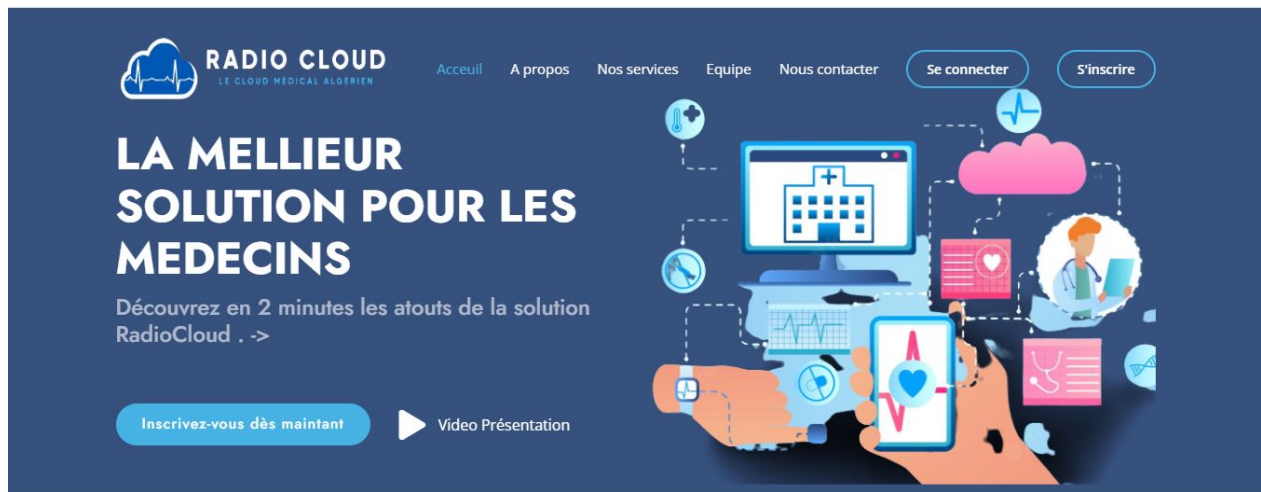 RADIO CLOUD
LE CLOUD MÉDICAL ALGÉRIEN
Acceuil A propos Nos services Equipe Nous contacter Se connecter S'inscrire
LA MELLIEUR
SOLUTION POUR LES
MEDECINS
Découvrez en 2 minutes les atouts de la solution
RadioCloud . ->
Inscrivez-vous dès maintant
Video Présentation